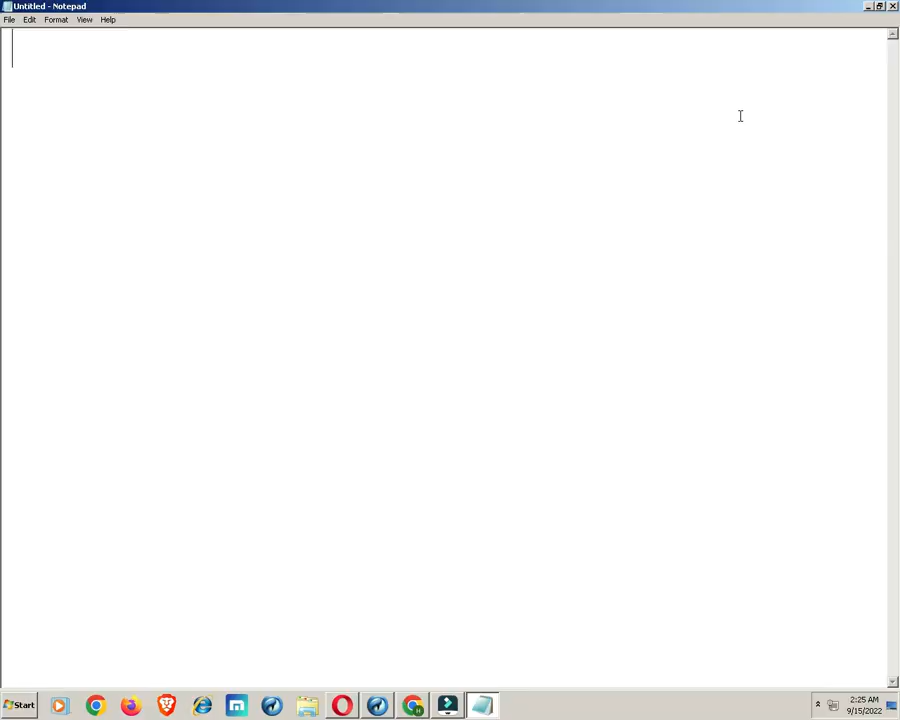 Untitled - Notepad
File Edit Format View Help
Start
2:25 AM
9/15/2022